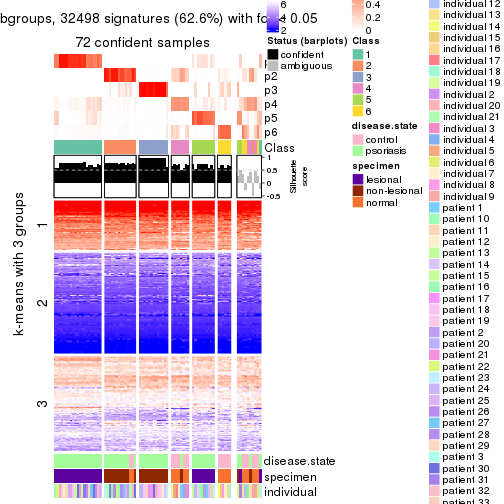 bgroups, 32498 signatures (62.6%) with fdr < 0.05
72 confident samples
p2
p3
p4
p5
p6
Class
1
0.5
0
-0.5
Silhouette
score
k-means with 3 groups
1
2
3
disease.state
specimen
individual
6
4
2
Status (barplots)
confident
ambiguous
0.4
0.2
0
Class
1
2
3
4
5
6
disease.state
control
psoriasis
specimen
lesional
non-lesional
normal
individual 12
individual 13
individual 14
individual 15
individual 16
individual 17
individual 18
individual 19
individual 2
individual 20
individual 21
individual 3
individual 4
individual 5
individual 6
individual 7
individual 8
individual 9
patient 1
patient 10
patient 11
patient 12
patient 13
patient 14
patient 15
patient 16
patient 17
patient 18
patient 19
patient 2
patient 20
patient 21
patient 22
patient 23
patient 24
patient 25
patient 26
patient 27
patient 28
patient 29
patient 3
patient 30
patient 31
patient 32
patient 33